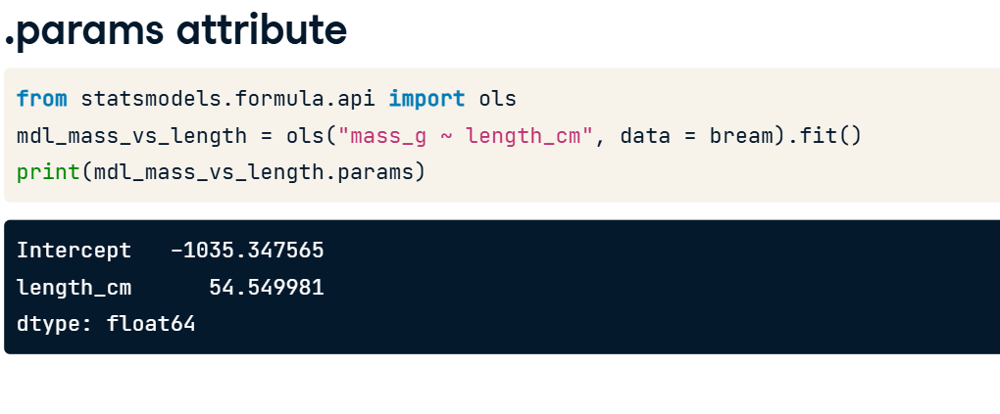 .params attribute
from statsmodels.formula.api import ols
mdl_mass_vs_length = ols("mass_g ~ length_cm", data = bream).fit()
print(mdl_mass_vs_length.params)
Intercept   -1035.347565
length_cm      54.549981
dtype: float64